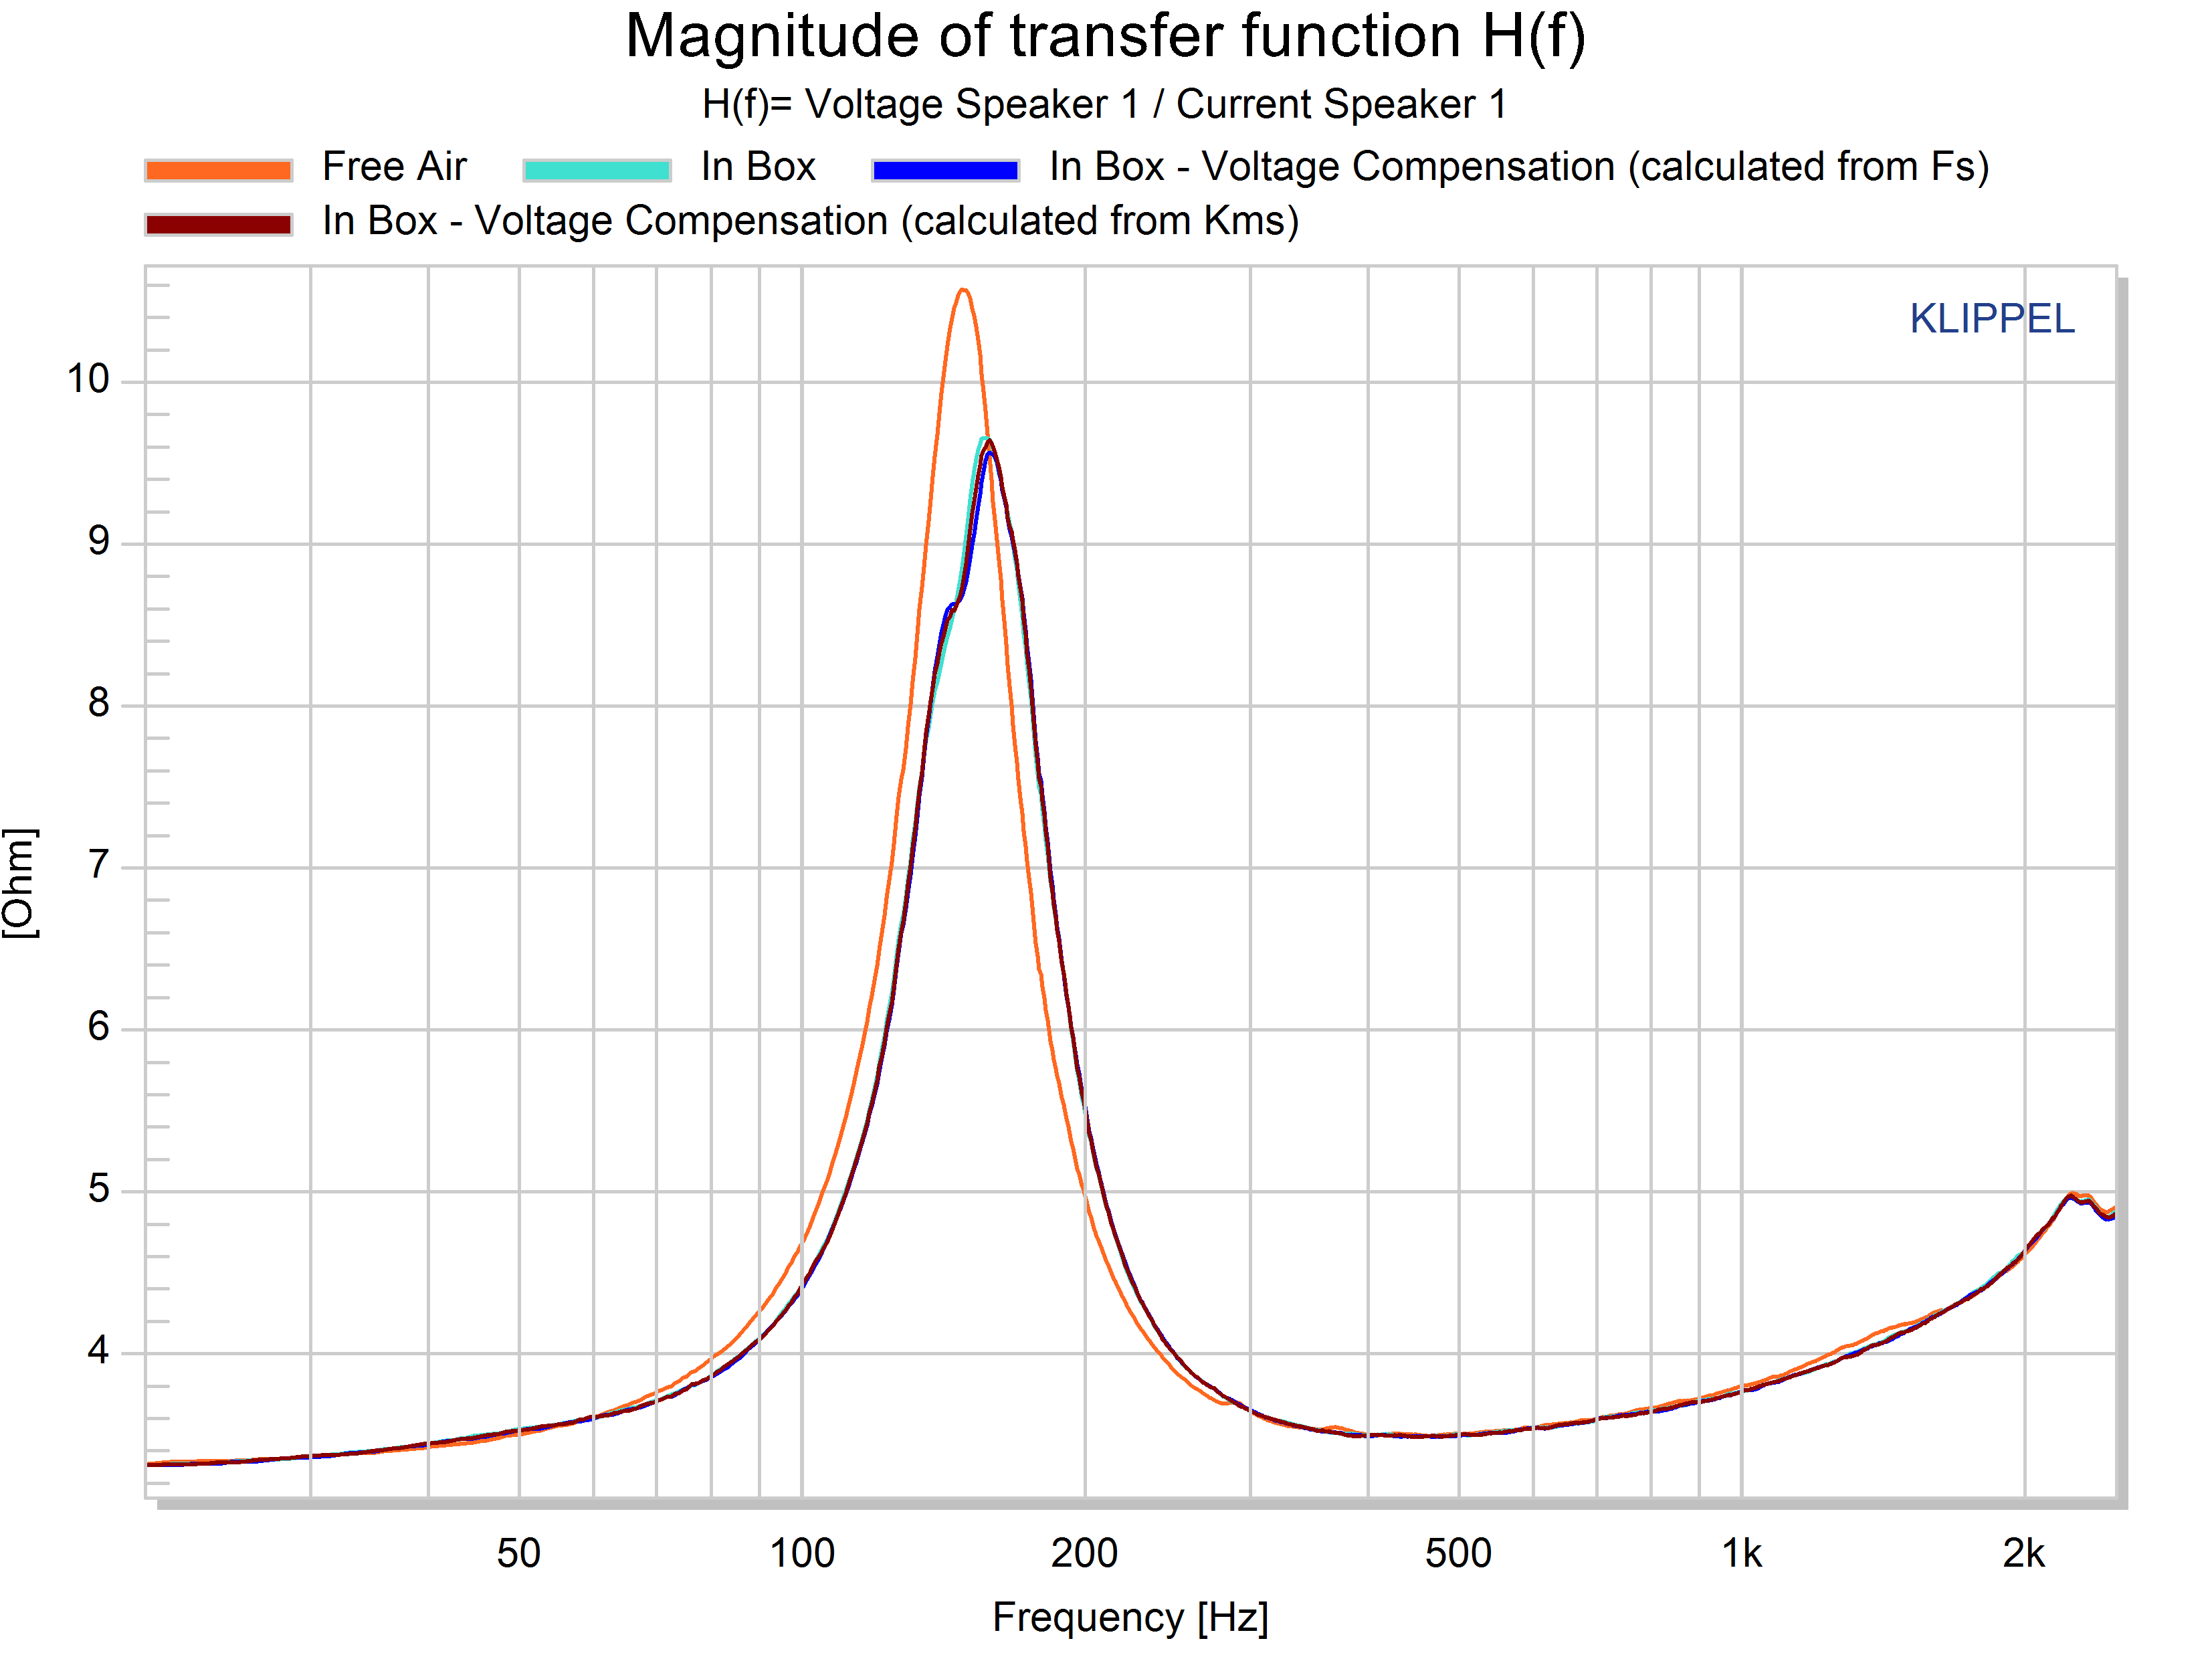 Magnitude of transfer function H(f)
H(f)= Voltage Speaker 1 / Current Speaker 1
Free Air
In Box
In Box - Voltage Compensation (calculated from Fs)
In Box - Voltage Compensation (calculated from Kms)
KLIPPEL
10
9
8
7
6
5
4
[Ohm]
50
100
200
500
1k
2k
Frequency [Hz]